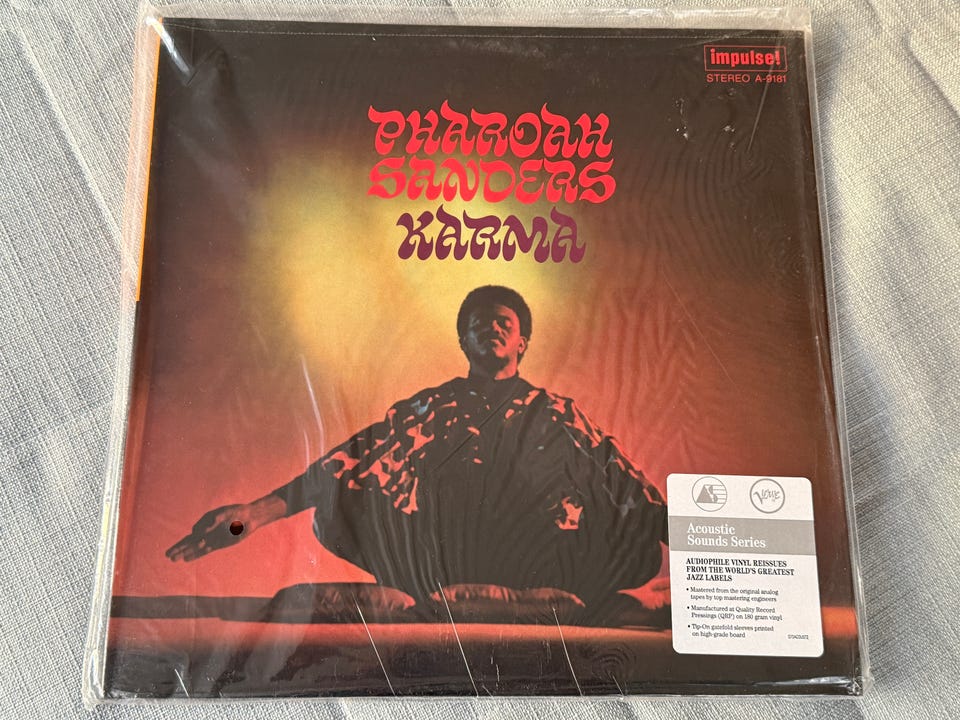 impulse!
STEREO A-9181
PHAROAH
SANDERS
KARMA
AS
Verve
Acoustic
Sounds Series
AUDIOPHILE VINYL REISSUES
FROM THE WORLD'S GREATEST
JAZZ LABELS
• Mastered from the original analog
tapes by top mastering engineers
• Manufactured at Quality Record
Pressings (QRP) on 180 gram vinyl
• Tip-On gatefold sleeves printed
on high-grade board